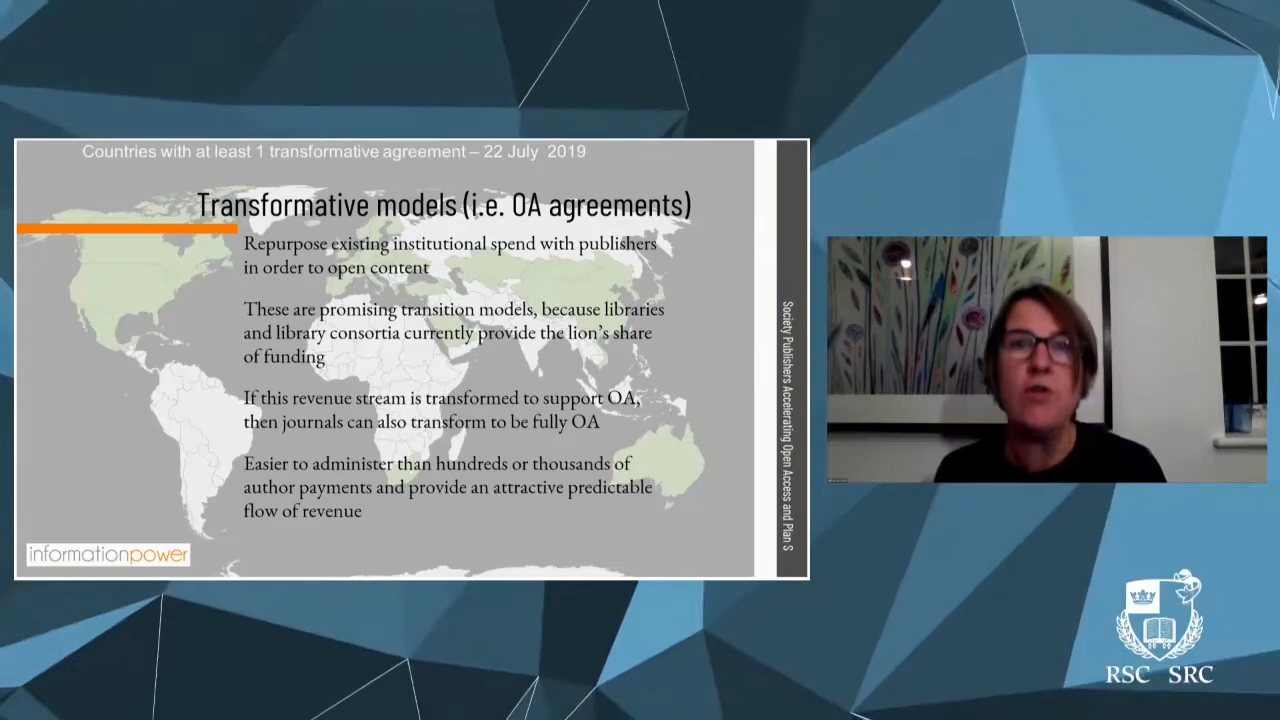 Countries with at least 1 transformative agreement – 22 July 2019
Transformative models (i.e. OA agreements)
Repurpose existing institutional spend with publishers
in order to open content
These are promising transition models, because libraries
and library consortia currently provide the lion's share
of funding
If this revenue stream is transformed to support OA,
then journals can also transform to be fully OA
Easier to administer than hundreds or thousands of
author payments and provide an attractive predictable
flow of revenue
informationpower
Society Publishers Accelerating Open Access and Plan S
RSC SRC